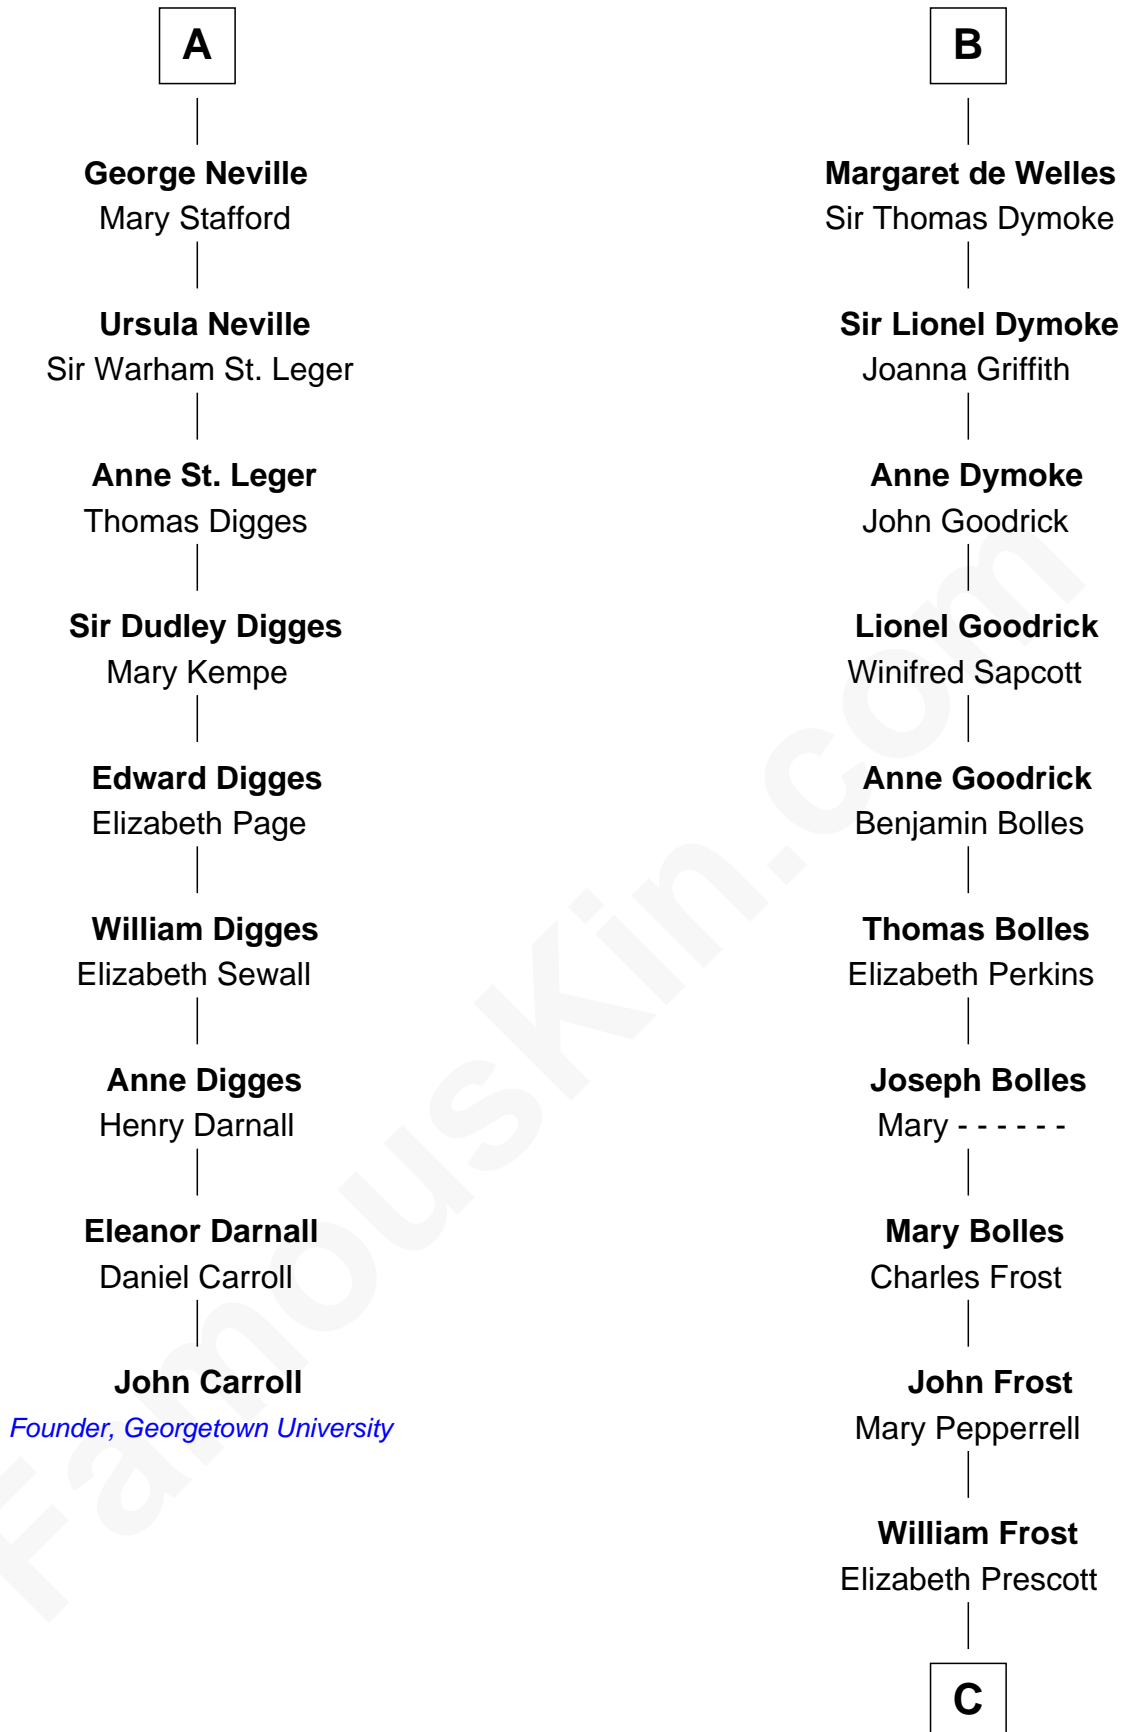 A
George Neville
Mary Stafford
Ursula Neville
Sir Warham St. Leger
Anne St. Leger
Thomas Digges
Sir Dudley Digges
Mary Kempe
Edward Digges
Elizabeth Page
William Digges
Elizabeth Sewall
Anne Digges
Henry Darnall
Eleanor Darnall
Daniel Carroll
John Carroll
Founder, Georgetown University
B
Margaret de Welles
Sir Thomas Dymoke
Sir Lionel Dymoke
Joanna Griffith
Anne Dymoke
John Goodrick
Lionel Goodrick
Winifred Sapcott
Anne Goodrick
Benjamin Bolles
Thomas Bolles
Elizabeth Perkins
Joseph Bolles
Mary - - - - - -
Mary Bolles
Charles Frost
John Frost
Mary Pepperrell
William Frost
Elizabeth Prescott
C
FamousKin.com